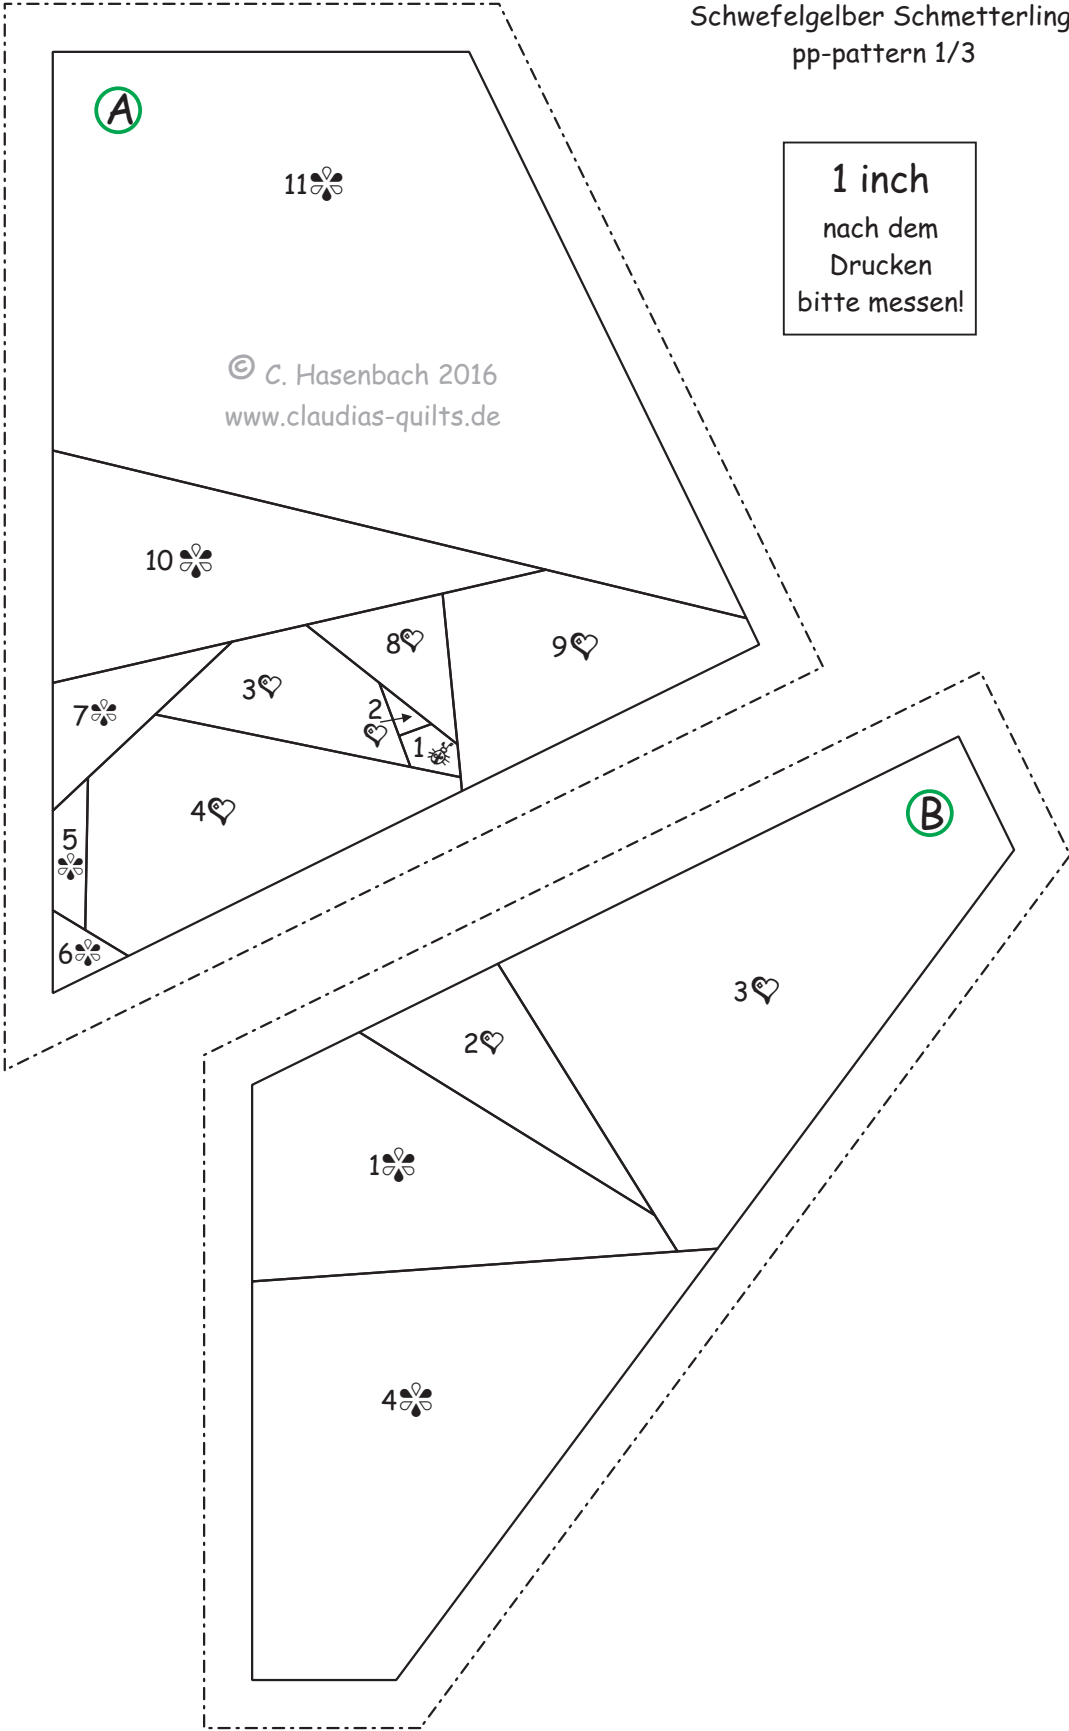 Schwefelgelber Schmetterling
pp-pattern 1/3
1 inch
nach dem
Drucken
bitte messen!
A
11
© C. Hasenbach 2016
www.claudias-quilts.de
10
8
9
3
7
2
1
4
5
6
B
3
2
1
4